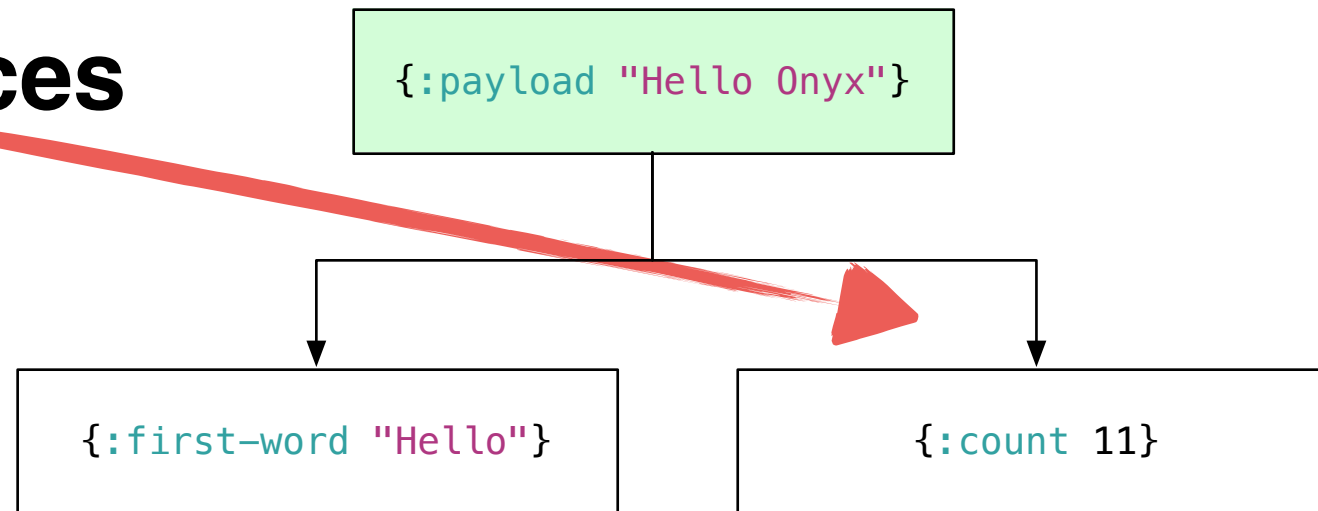 {:payload "Hello Onyx"}
ces
{:first-word "Hello"}
{:count 11}